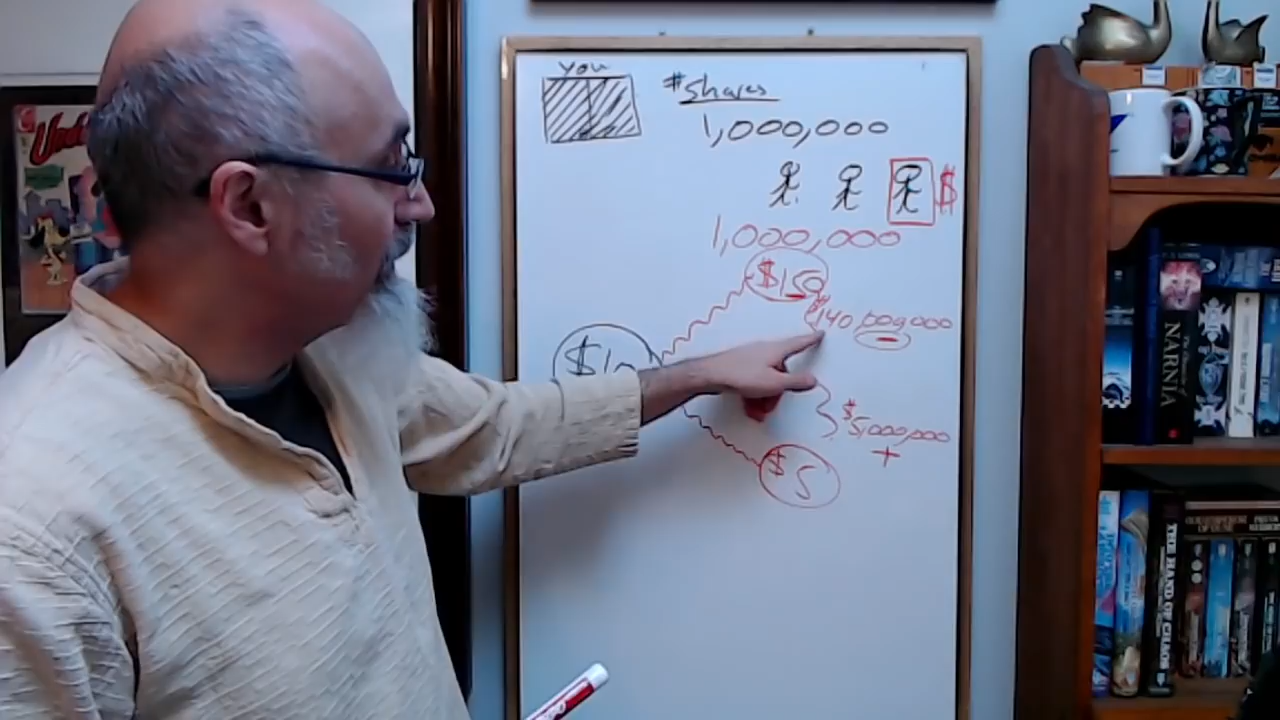 you
# Shares
1,000,000
$
1,000,000
$150
$140,000,000
$10
$5,000,000
+
$5
NARNIA
THE HAND OF CHAOS